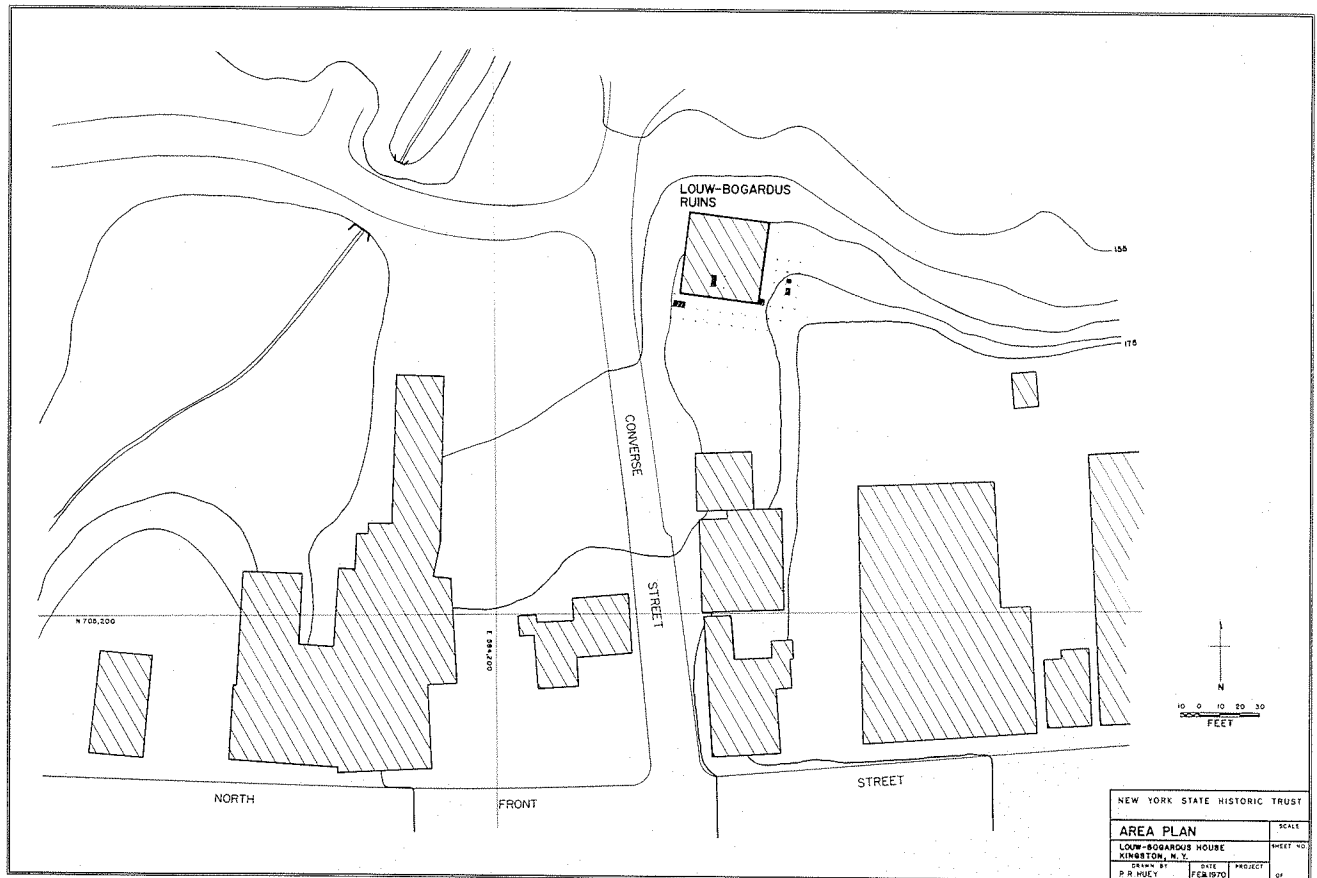 LOUW-BOGARDUS
RUINS
155
175
CONVERSE
STREET
N 705,200
E 584,200
N
10 0 10 20 30
FEET
NORTH
FRONT
STREET
NEW YORK STATE HISTORIC TRUST
AREA PLAN
SCALE
LOUW-BOGARDUS HOUSE
KINGSTON, N.Y.
SHEET NO.
DRAWN BY
P. R. HUEY
DATE
FEB. 1970
PROJECT
OF